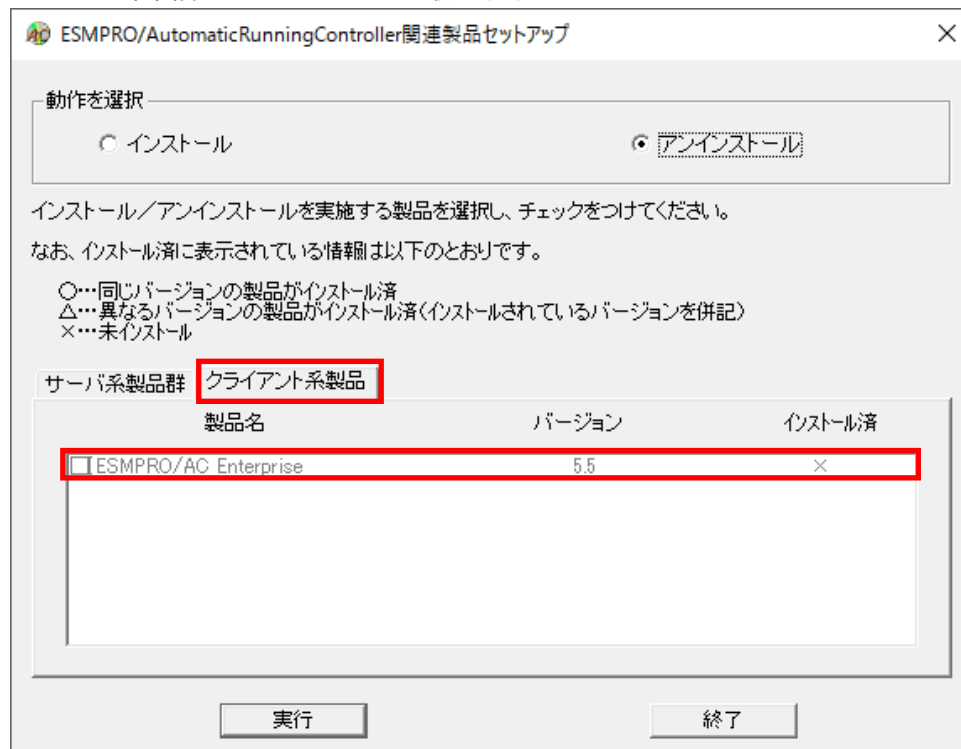 ESMPRO/AutomaticRunningController関連製品セットアップ
動作を選択
インストール
アンインストール
インストール／アンインストールを実施する製品を選択し、チェックをつけてください。
なお、インストール済に表示されている情報は以下のとおりです。
○…同じバージョンの製品がインストール済
△…異なるバージョンの製品がインストール済(インストールされているバージョンを併記)
×…未インストール
サーバ系製品群 クライアント系製品
製品名 バージョン インストール済
ESMPRO/AC Enterprise 5.5 ×
実行 終了